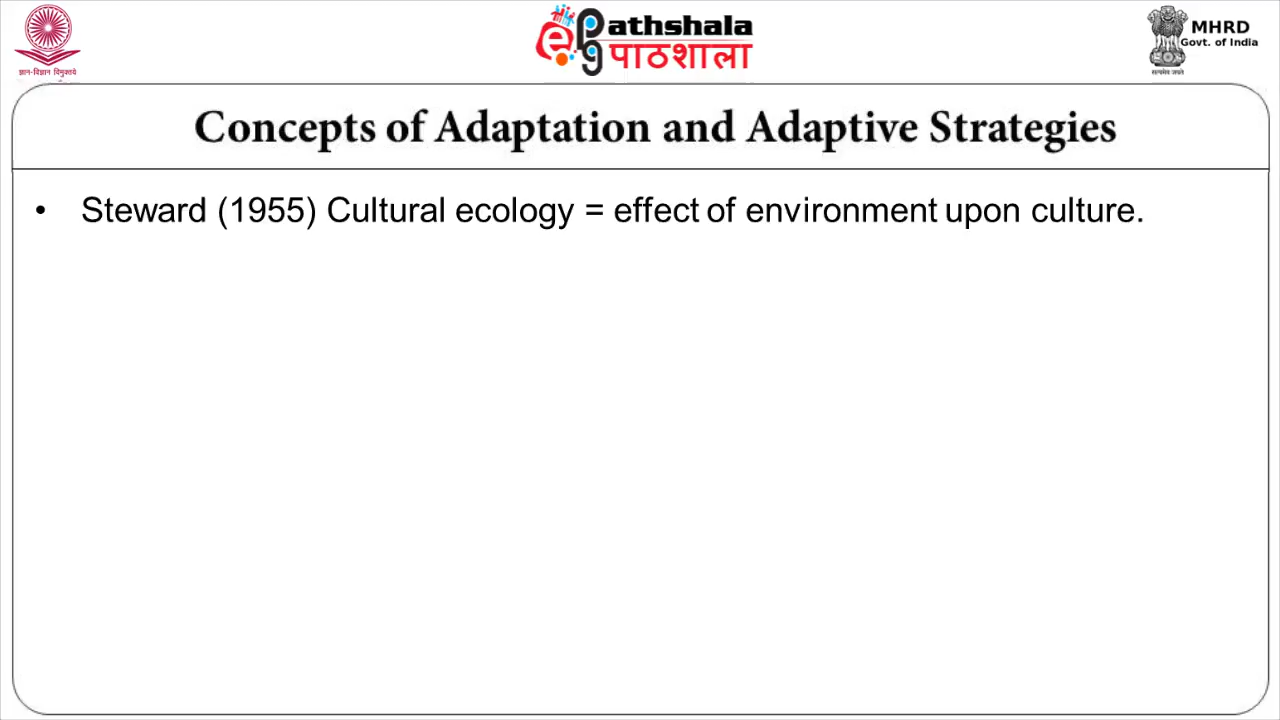 ज्ञान-विज्ञान विमुक्तये
ePGathshala
पाठशाला
MHRD
Govt. of India
सत्यमेव जयते
Concepts of Adaptation and Adaptive Strategies
• Steward (1955) Cultural ecology = effect of environment upon culture.